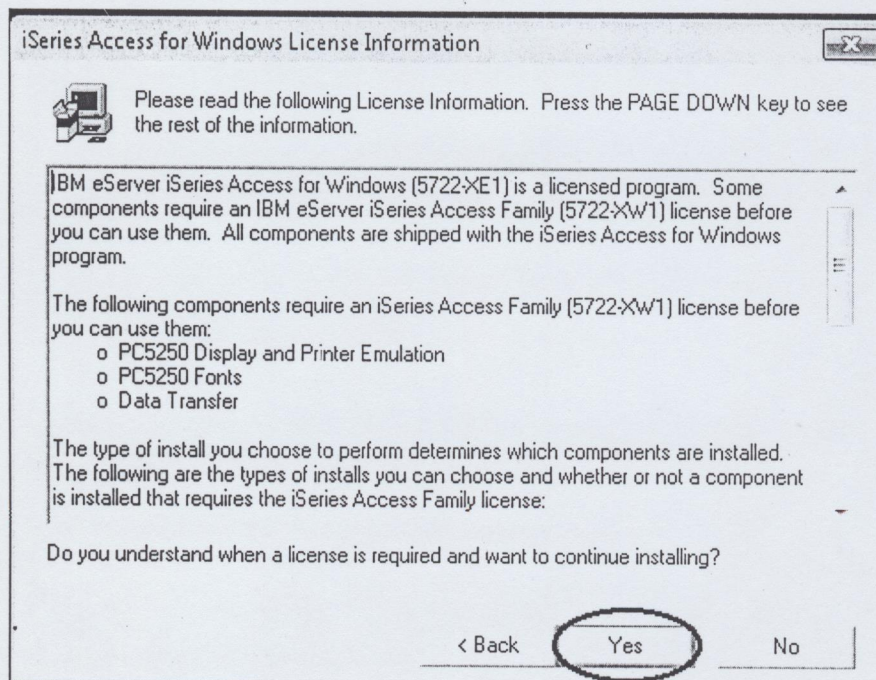 iSeries Access for Windows License Information
Please read the following License Information. Press the PAGE DOWN key to see
the rest of the information.
IBM eServer iSeries Access for Windows (5722-XE1) is a licensed program. Some
components require an IBM eServer iSeries Access Family (5722-XW1) license before
you can use them. All components are shipped with the iSeries Access for Windows
program.
The following components require an iSeries Access Family (5722-XW1) license before
you can use them:
o PC5250 Display and Printer Emulation
o PC5250 Fonts
o Data Transfer
The type of install you choose to perform determines which components are installed.
The following are the types of installs you can choose and whether or not a component
is installed that requires the iSeries Access Family license:
Do you understand when a license is required and want to continue installing?
< Back Yes No